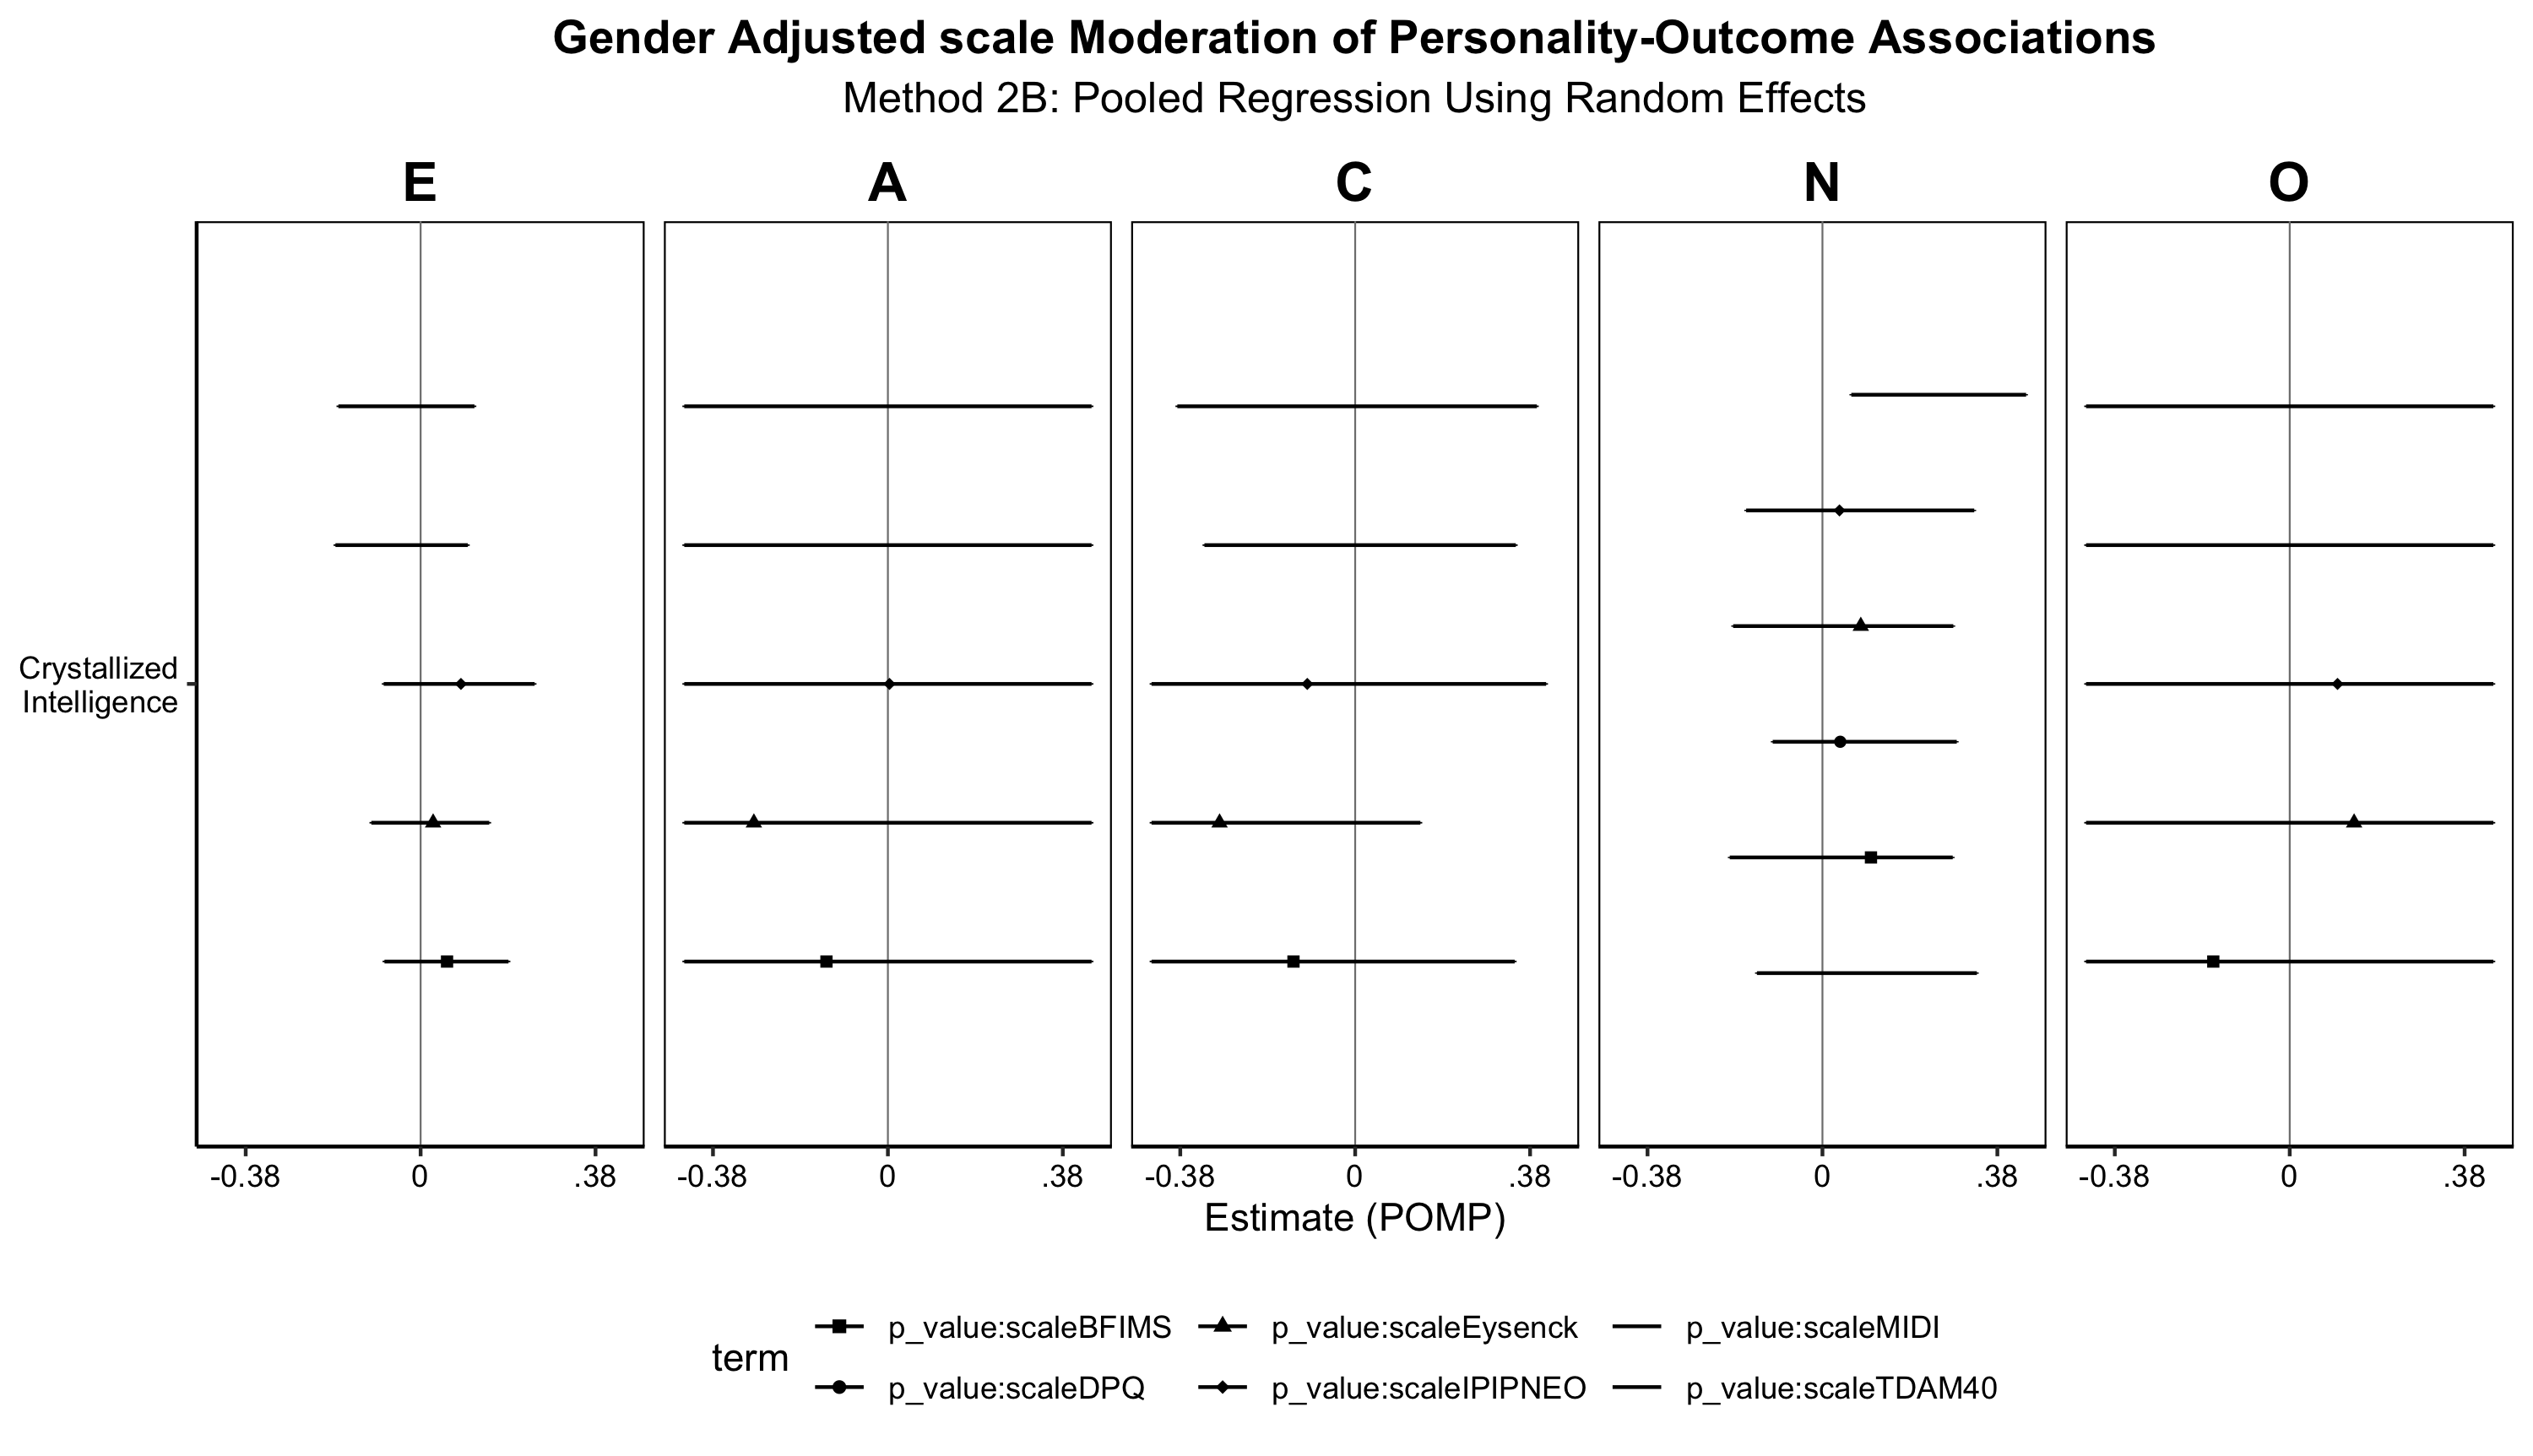 Gender Adjusted scale Moderation of Personality-Outcome Associations
Method 2B: Pooled Regression Using Random Effects
E A C N O
Crystallized
Intelligence
-0.38 0 .38 -0.38 0 .38 -0.38 0 .38 -0.38 0 .38 -0.38 0 .38
Estimate (POMP)
term
p_value:scaleBFIMS p_value:scaleEysenck p_value:scaleMIDI
p_value:scaleDPQ p_value:scaleIPIPNEO p_value:scaleTDAM40